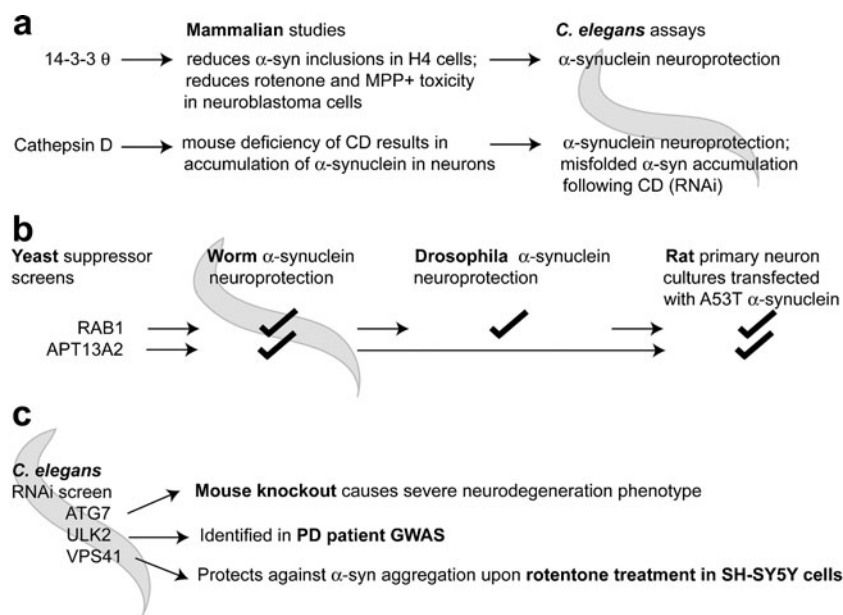 a
Mammalian studies
C. elegans assays
14-3-3 θ
reduces α-syn inclusions in H4 cells;
reduces rotenone and MPP+ toxicity
in neuroblastoma cells
α-synuclein neuroprotection
Cathepsin D
mouse deficiency of CD results in
accumulation of α-synuclein in neurons
α-synuclein neuroprotection;
misfolded α-syn accumulation
following CD (RNAi)
b
Yeast suppressor
screens
Worm α-synuclein
neuroprotection
Drosophila α-synuclein
neuroprotection
Rat primary neuron
cultures transfected
with A53T α-synuclein
RAB1
APT13A2
c
C. elegans
RNAi screen
ATG7
ULK2
VPS41
Mouse knockout causes severe neurodegeneration phenotype
Identified in PD patient GWAS
Protects against α-syn aggregation upon rotentone treatment in SH-SY5Y cells